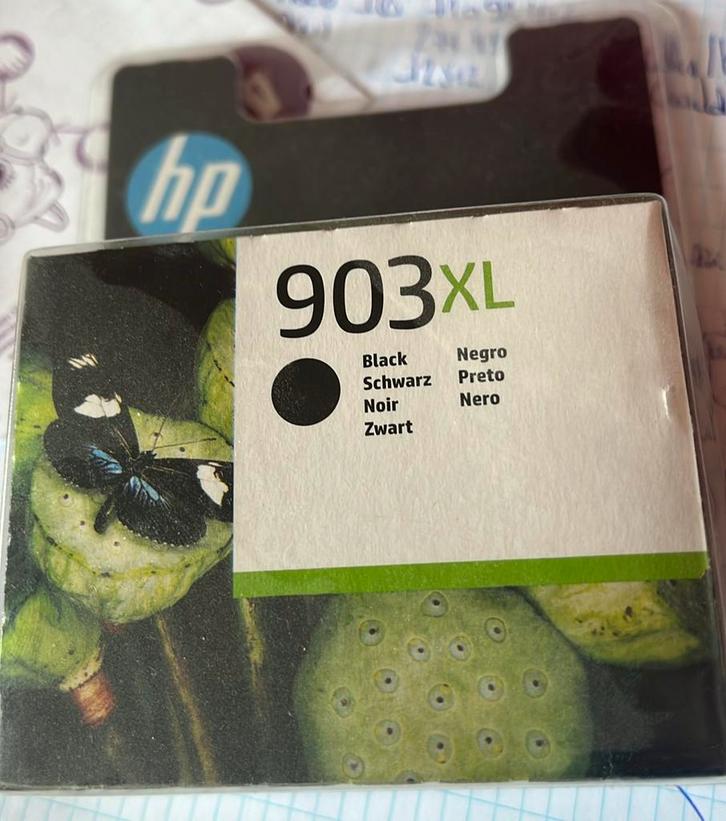 hp
903XL
Black
Schwarz
Noir
Zwart
Negro
Preto
Nero